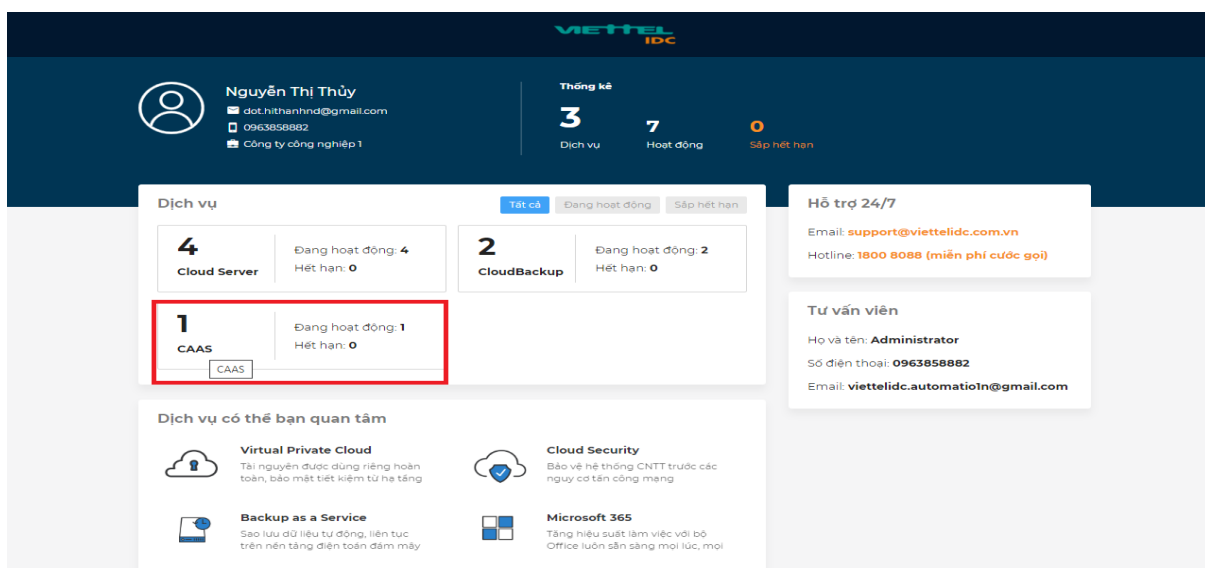 VIETTEL
IDC
Nguyễn Thị Thùy
dot.hithanhnd@gmail.com
0963858882
Công ty công nghiệp 1
Thống kê
3
Dịch vụ
7
Hoạt động
0
Sắp hết hạn
Dịch vụ
Tất cả
Đang hoạt động
Sắp hết hạn
4
Cloud Server
Đang hoạt động: 4
Hết hạn: 0
2
CloudBackup
Đang hoạt động: 2
Hết hạn: 0
1
CAAS
Đang hoạt động: 1
Hết hạn: 0
CAAS
Hỗ trợ 24/7
Email: support@viettelidc.com.vn
Hotline: 1800 8088 (miễn phí cước gọi)
Tư vấn viên
Họ và tên: Administrator
Số điện thoại: 0963858882
Email: viettelidc.automatio1n@gmail.com
Dịch vụ có thể bạn quan tâm
Virtual Private Cloud
Tài nguyên được dùng riêng hoàn
toàn, bảo mật tiết kiệm từ hạ tầng
Cloud Security
Bảo vệ hệ thống CNTT trước các
nguy cơ tấn công mạng
Backup as a Service
Sao lưu dữ liệu tự động, liên tục
trên nền tảng điện toán đám mây
Microsoft 365
Tăng hiệu suất làm việc với bộ
Office luôn sẵn sàng mọi lúc, mọi